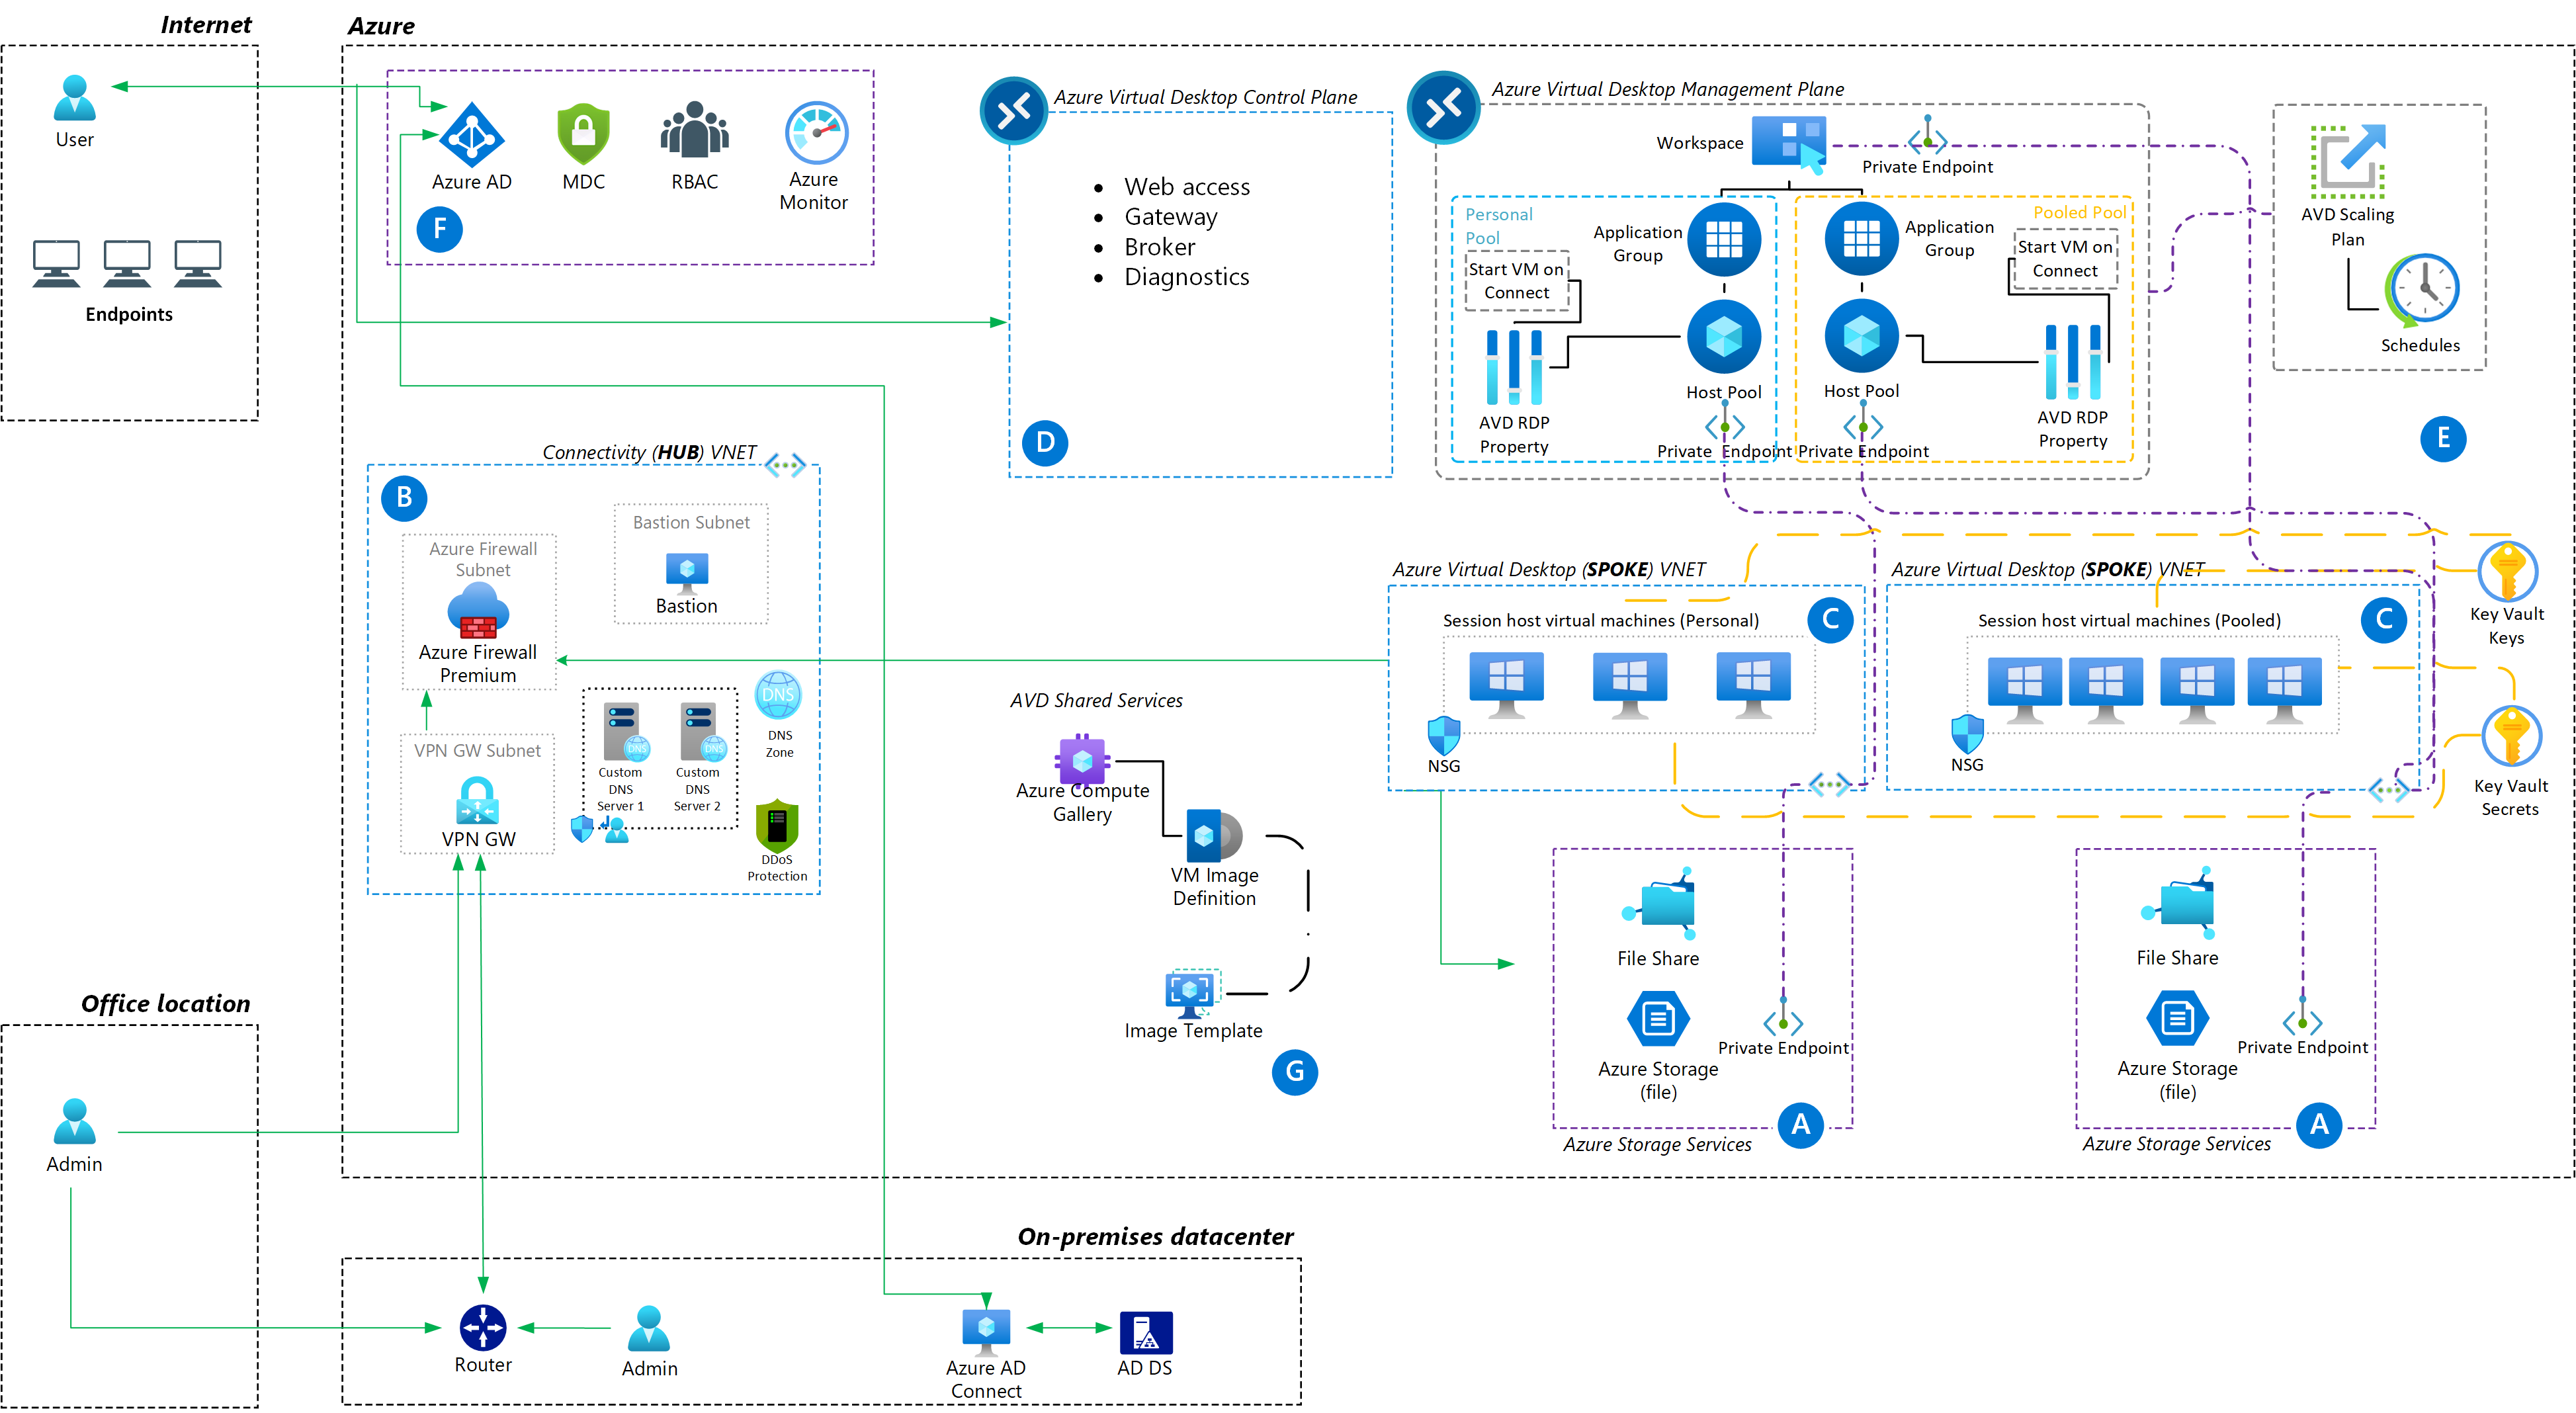 Internet
User
Endpoints
Azure
Azure AD
MDC
RBAC
Azure
Monitor
F
Azure Virtual Desktop Control Plane
• Web access
• Gateway
• Broker
• Diagnostics
D
Azure Virtual Desktop Management Plane
Workspace
Private Endpoint
Personal
Pool
Start VM on
Connect
Application
Group
AVD RDP
Property
Host Pool
Private Endpoint
Pooled Pool
Application
Group
Start VM on
Connect
Host Pool
AVD RDP
Property
Private Endpoint
AVD Scaling
Plan
Schedules
E
Connectivity (HUB) VNET
B
Azure Firewall
Subnet
Azure Firewall
Premium
Bastion Subnet
Bastion
VPN GW Subnet
VPN GW
DNS
DNS
Custom
DNS
Server 1
Custom
DNS
Server 2
DNS
DNS
Zone
DDoS
Protection
AVD Shared Services
Azure Compute
Gallery
VM Image
Definition
Image Template
G
Azure Virtual Desktop (SPOKE) VNET
Session host virtual machines (Personal)
C
NSG
Azure Virtual Desktop (SPOKE) VNET
Session host virtual machines (Pooled)
C
NSG
Key Vault
Keys
Key Vault
Secrets
File Share
Azure Storage
(file)
Private Endpoint
A
Azure Storage Services
File Share
Azure Storage
(file)
Private Endpoint
A
Azure Storage Services
Office location
Admin
On-premises datacenter
Router
Admin
Azure AD
Connect
AD DS